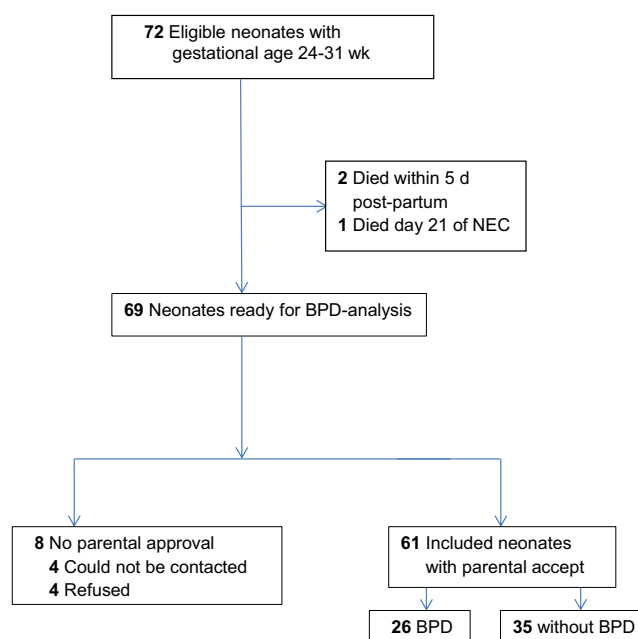 72 Eligible neonates with
gestational age 24-31 wk
2 Died within 5 d
post-partum
1 Died day 21 of NEC
69 Neonates ready for BPD-analysis
8 No parental approval
4 Could not be contacted
4 Refused
61 Included neonates
with parental accept
26 BPD
35 without BPD